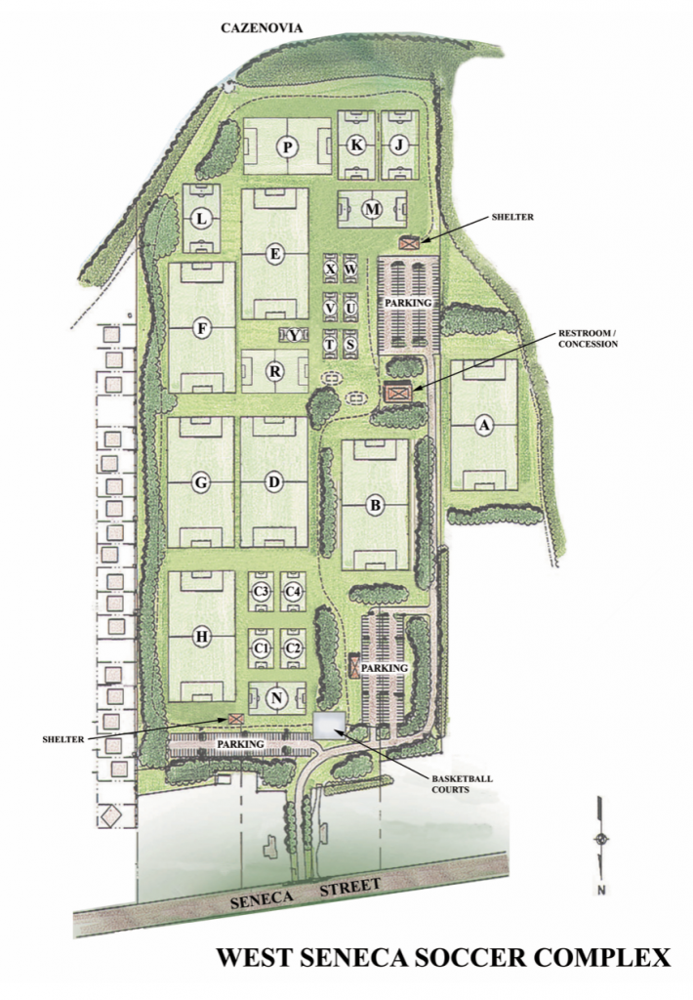 CAZENOVIA
P
K
J
L
M
SHELTER
E
X
W
PARKING
F
V
U
RESTROOM /
CONCESSION
Y
T
S
R
A
G
D
B
C3
C4
H
C1
C2
PARKING
N
SHELTER
PARKING
BASKETBALL
COURTS
SENECA STREET
N
WEST SENECA SOCCER COMPLEX